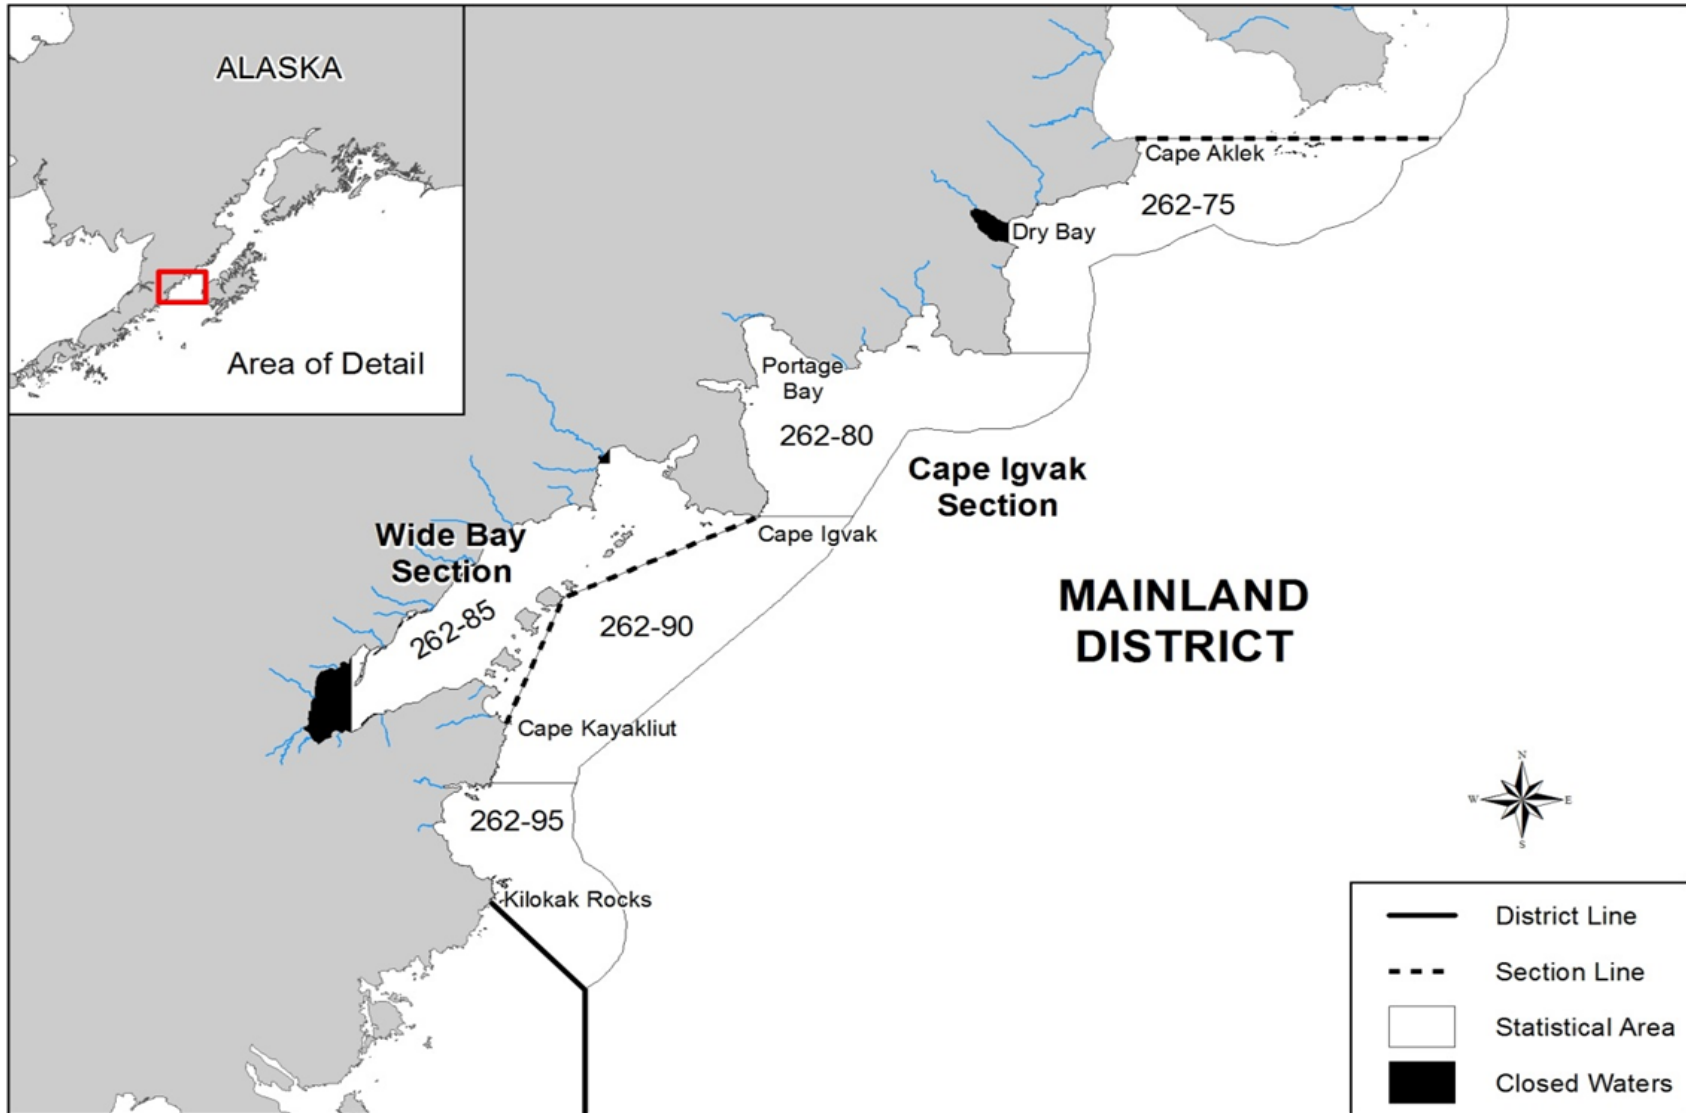 ALASKA
Area of Detail
Cape Aklek
262-75
Dry Bay
Portage
Bay
262-80
Cape Igvak
Section
Wide Bay
Section
Cape Igvak
262-85
262-90
MAINLAND
DISTRICT
Cape Kayakliut
262-95
Kilokak Rocks
N
W
E
S
District Line
Section Line
Statistical Area
Closed Waters